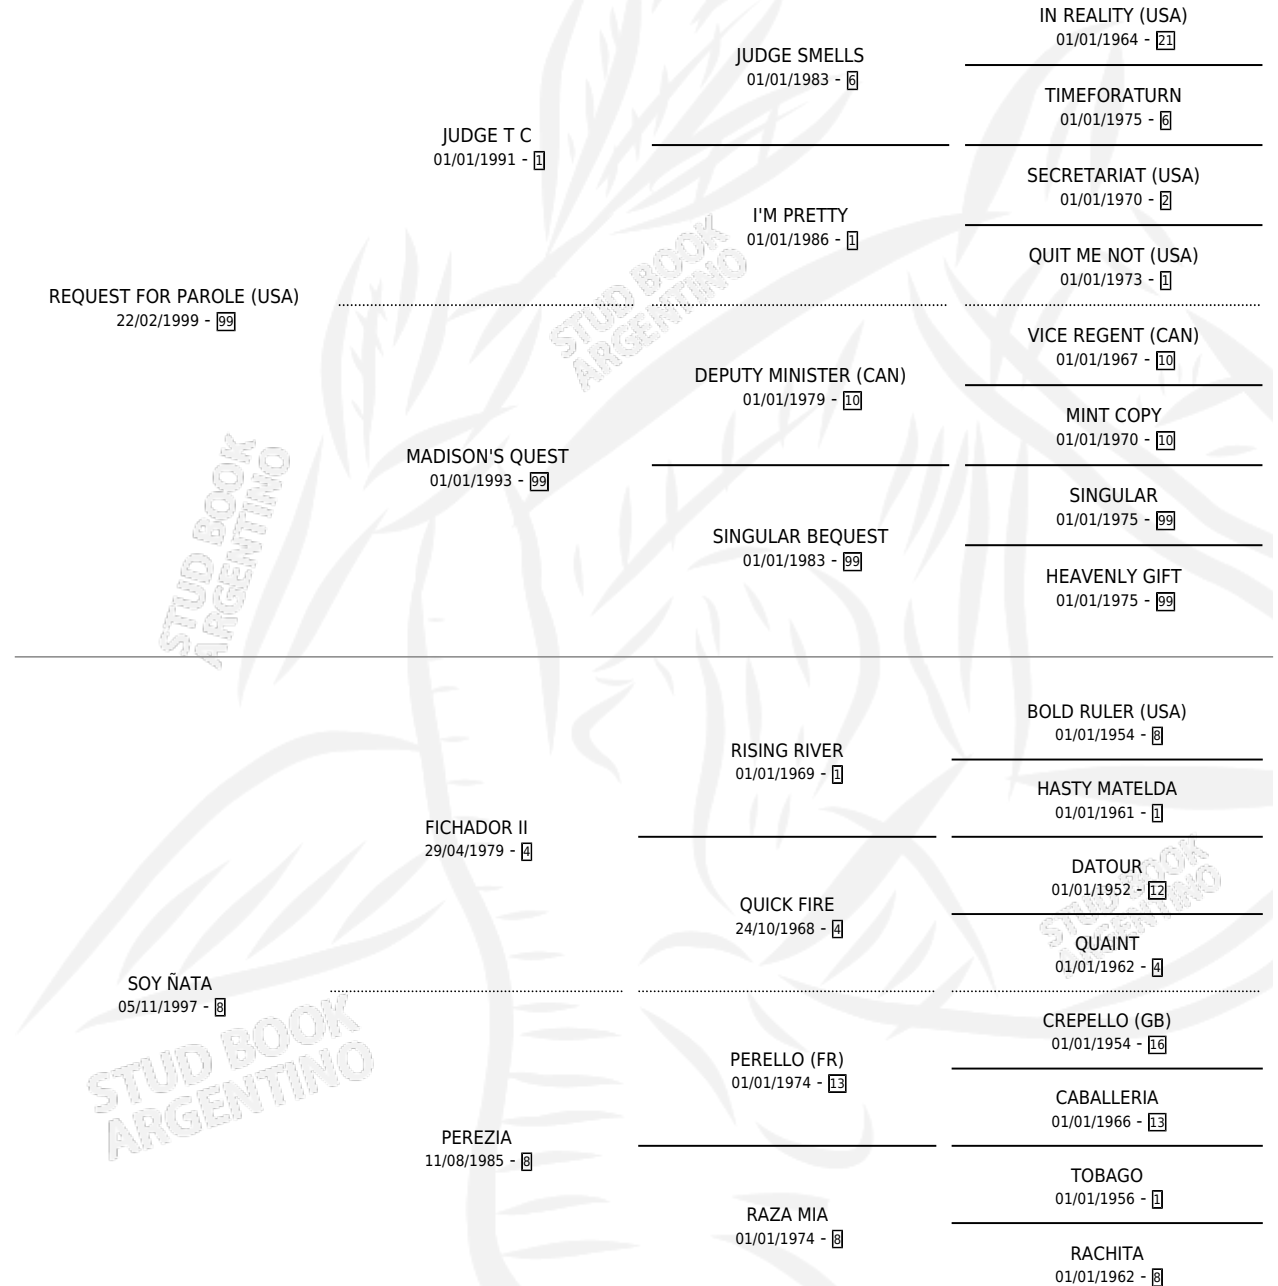 IN REALITY (USA)
01/01/1964 - 21
JUDGE SMELLS
01/01/1983 - 6
TIMEFORATURN
01/01/1975 - 6
JUDGE T C
01/01/1991 - 1
SECRETARIAT (USA)
01/01/1970 - 2
I'M PRETTY
01/01/1986 - 1
QUIT ME NOT (USA)
01/01/1973 - 1
REQUEST FOR PAROLE (USA)
22/02/1999 - 99
STUD BOOK
ARGENTINO
VICE REGENT (CAN)
01/01/1967 - 10
DEPUTY MINISTER (CAN)
01/01/1979 - 10
MINT COPY
01/01/1970 - 10
MADISON'S QUEST
01/01/1993 - 99
SINGULAR
01/01/1975 - 99
SINGULAR BEQUEST
01/01/1983 - 99
HEAVENLY GIFT
01/01/1975 - 99
STUD BOOK
ARGENTINO
BOLD RULER (USA)
01/01/1954 - 8
RISING RIVER
01/01/1969 - 1
HASTY MATELDA
01/01/1961 - 1
FICHADOR II
29/04/1979 - 4
DATOUR
01/01/1952 - 12
QUICK FIRE
24/10/1968 - 4
STUD BOOK
ARGENTINO
QUAINT
01/01/1962 - 4
SOY ÑATA
05/11/1997 - 8
CREPELLO (GB)
01/01/1954 - 16
PERELLO (FR)
01/01/1974 - 13
STUD BOOK
ARGENTINO
CABALLERIA
01/01/1966 - 13
PEREZIA
11/08/1985 - 8
TOBAGO
01/01/1956 - 1
RAZA MIA
01/01/1974 - 8
RACHITA
01/01/1962 - 8